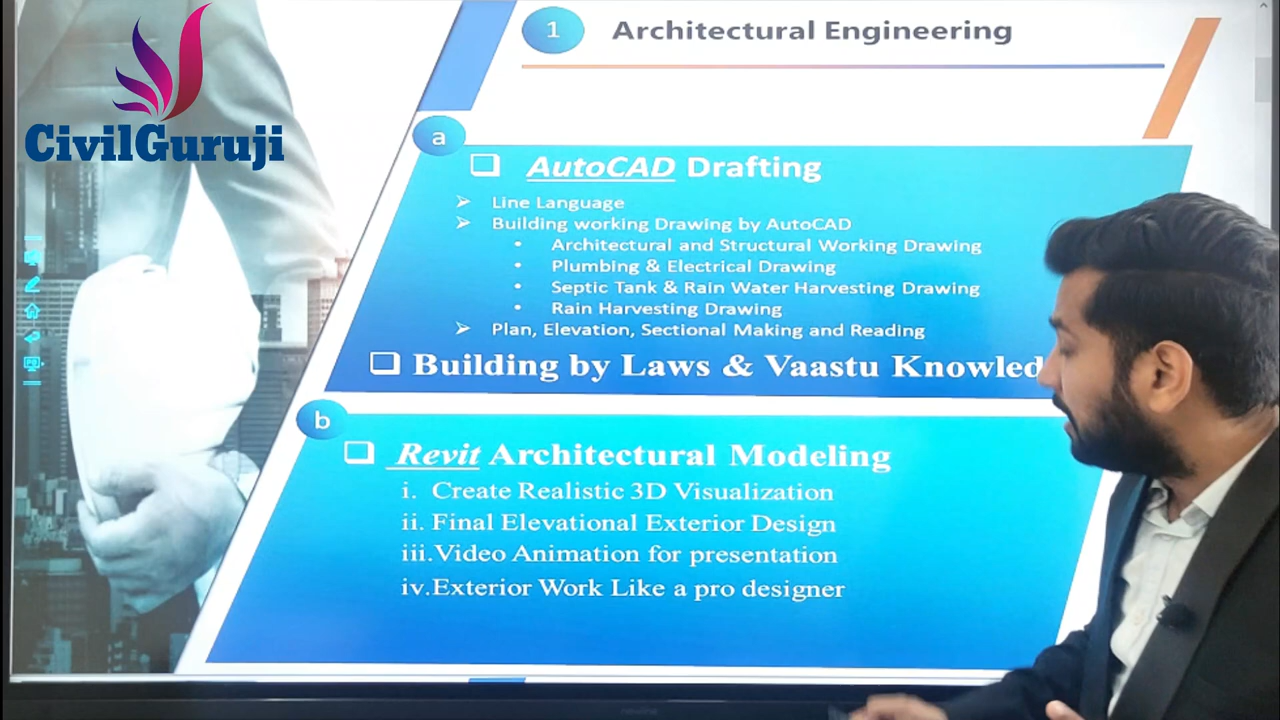 CivilGuruji
1 Architectural Engineering
a
❑ AutoCAD Drafting
➢ Line Language
➢ Building working Drawing by AutoCAD
• Architectural and Structural Working Drawing
• Plumbing & Electrical Drawing
• Septic Tank & Rain Water Harvesting Drawing
• Rain Harvesting Drawing
➢ Plan, Elevation, Sectional Making and Reading
❑ Building by Laws & Vaastu Knowled
b
❑ Revit Architectural Modeling
i. Create Realistic 3D Visualization
ii. Final Elevational Exterior Design
iii.Video Animation for presentation
iv.Exterior Work Like a pro designer